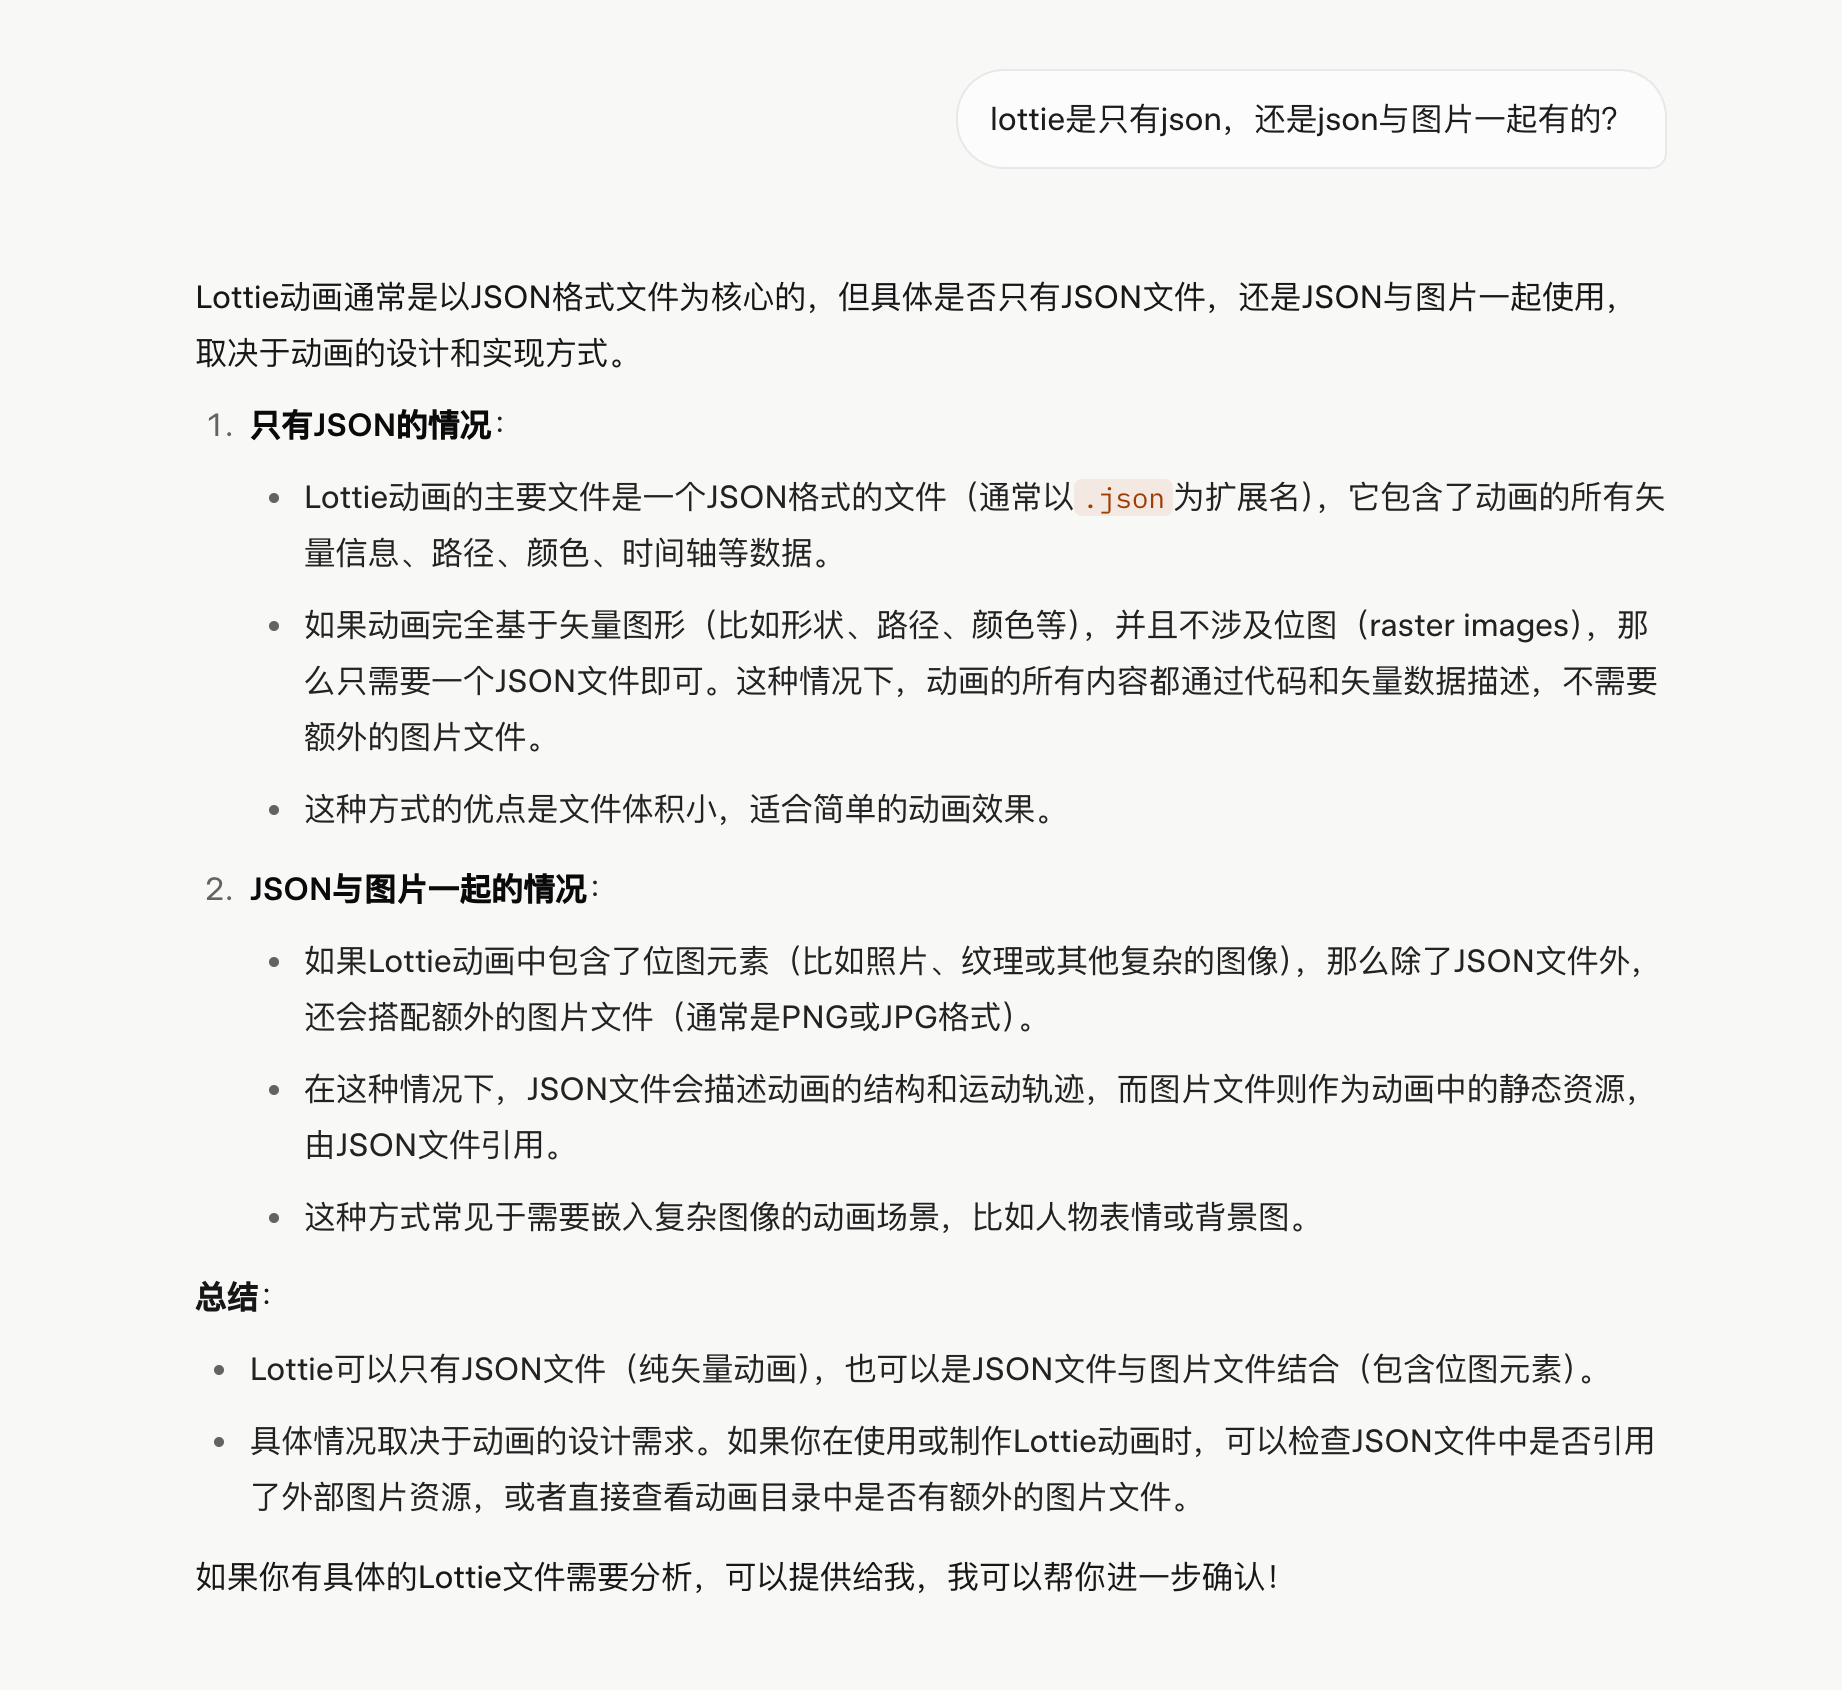 lottie是只有json，还是json与图片一起有的？
Lottie动画通常是以JSON格式文件为核心的，但具体是否只有JSON文件，还是JSON与图片一起使用，
取决于动画的设计和实现方式。
1. 只有JSON的情况：
• Lottie动画的主要文件是一个JSON格式的文件（通常以.json为扩展名），它包含了动画的所有矢
量信息、路径、颜色、时间轴等数据。
• 如果动画完全基于矢量图形（比如形状、路径、颜色等），并且不涉及位图（raster images），那
么只需要一个JSON文件即可。这种情况下，动画的所有内容都通过代码和矢量数据描述，不需要
额外的图片文件。
• 这种方式的优点是文件体积小，适合简单的动画效果。
2. JSON与图片一起的情况：
• 如果Lottie动画中包含了位图元素（比如照片、纹理或其他复杂的图像），那么除了JSON文件外，
还会搭配额外的图片文件（通常是PNG或JPG格式）。
• 在这种情况下，JSON文件会描述动画的结构和运动轨迹，而图片文件则作为动画中的静态资源，
由JSON文件引用。
• 这种方式常见于需要嵌入复杂图像的动画场景，比如人物表情或背景图。
总结：
• Lottie可以只有JSON文件（纯矢量动画），也可以是JSON文件与图片文件结合（包含位图元素）。
• 具体情况取决于动画的设计需求。如果你在使用或制作Lottie动画时，可以检查JSON文件中是否引用
了外部图片资源，或者直接查看动画目录中是否有额外的图片文件。
如果你有具体的Lottie文件需要分析，可以提供给我，我可以帮你进一步确认！